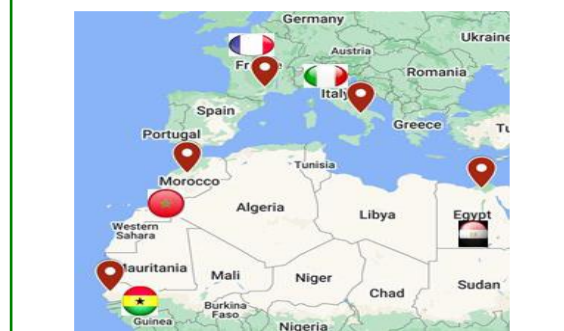 Germany
Ukraine
Austria
Romania
Italy
Spain
Greece
Portugal
Tunisia
Morocco
Algeria
Libya
Egypt
Western
Sahara
Mali
Niger
Chad
Sudan
Burkina
Faso
Guinea
Nigeria